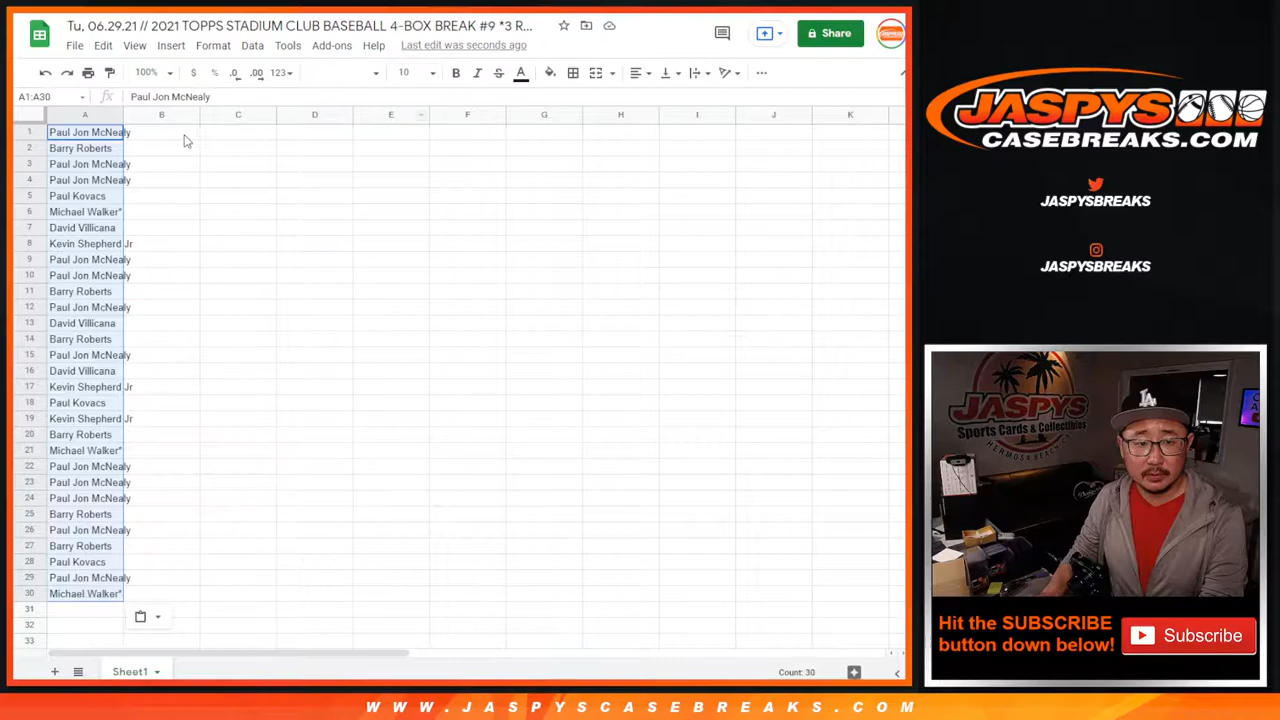 Tu, 06.29.21 // 2021 TOPPS STADIUM CLUB BASEBALL 4-BOX BREAK #9 *3 R...
File Edit View Insert Format Data Tools Add-ons Help Last edit was seconds ago
Share
100% $ % .0 .00 123 10 B I S A
A1:A30 fx Paul Jon McNealy
A B C D E F G H I J K
1 Paul Jon McNealy
2 Barry Roberts
3 Paul Jon McNealy
4 Paul Jon McNealy
5 Paul Kovacs
6 Michael Walker*
7 David Villicana
8 Kevin Shepherd Jr
9 Paul Jon McNealy
10 Paul Jon McNealy
11 Barry Roberts
12 Paul Jon McNealy
13 David Villicana
14 Barry Roberts
15 Paul Jon McNealy
16 David Villicana
17 Kevin Shepherd Jr
18 Paul Kovacs
19 Kevin Shepherd Jr
20 Barry Roberts
21 Michael Walker*
22 Paul Jon McNealy
23 Paul Jon McNealy
24 Paul Jon McNealy
25 Barry Roberts
26 Paul Jon McNealy
27 Barry Roberts
28 Paul Kovacs
29 Paul Jon McNealy
30 Michael Walker*
31
32
33
Sheet1
Count: 30
JASPYS
CASEBREAKS.COM
JASPYSBREAKS
JASPYSBREAKS
JASPYS
Sports Cards & Collectibles
HERMOSA BEACH, CA
LA
Hit the SUBSCRIBE
button down below!
Subscribe
WWW.JASPYSCASEBREAKS.COM